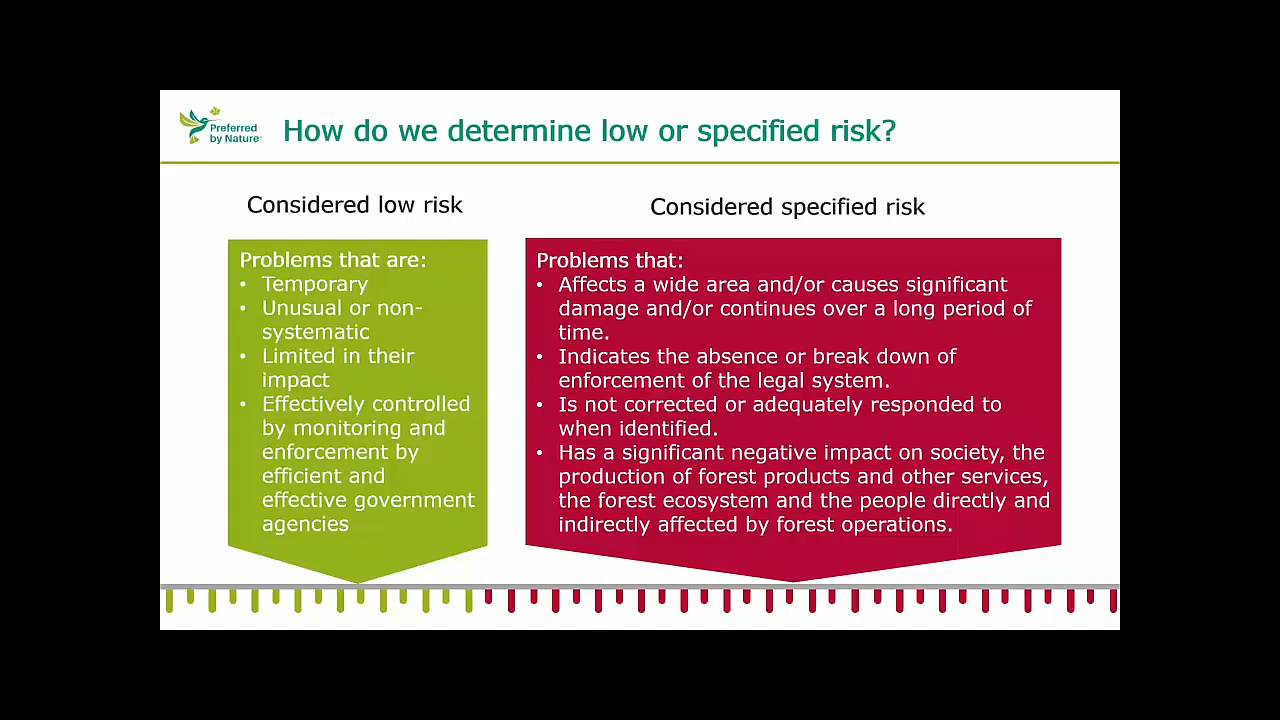 Preferred
by Nature™
How do we determine low or specified risk?
Considered low risk
Considered specified risk
Problems that are:
• Temporary
• Unusual or non-
systematic
• Limited in their
impact
• Effectively controlled
by monitoring and
enforcement by
efficient and
effective government
agencies
Problems that:
• Affects a wide area and/or causes significant
damage and/or continues over a long period of
time.
• Indicates the absence or break down of
enforcement of the legal system.
• Is not corrected or adequately responded to
when identified.
• Has a significant negative impact on society, the
production of forest products and other services,
the forest ecosystem and the people directly and
indirectly affected by forest operations.